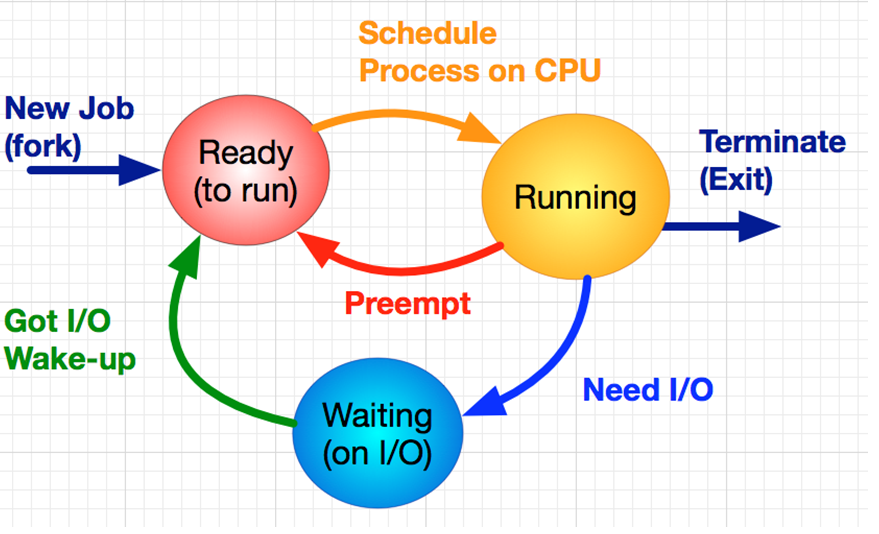 Schedule
Process on CPU
New Job
(fork)
Ready
(to run)
Running
Terminate
(Exit)
Preempt
Got I/O
Wake-up
Need I/O
Waiting
(on I/O)